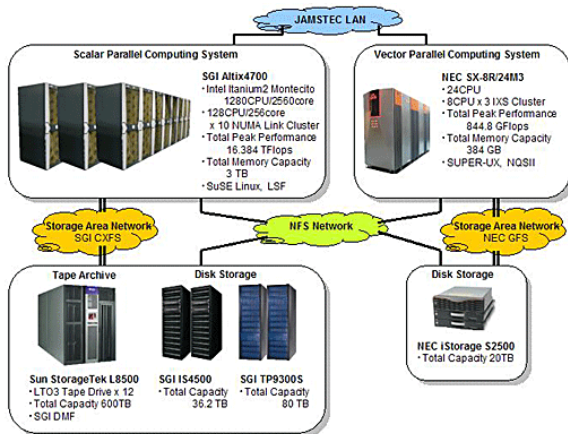 JAMSTEC LAN
Scalar Parallel Computing System
SGI Altix4700
•Intel Itanium2 Montecito
1280CPU/2560core
•128CPU/256core
x 10 NUMA Link Cluster
•Total Peak Performance
16.384 TFlops
•Total Memory Capacity
3 TB
•SuSE Linux, LSF
Vector Parallel Computing System
NEC SX-8R/24M3
•24CPU
•8CPU x 3 IXS Cluster
•Total Peak Performance
844.8 GFlops
•Total Memory Capacity
384 GB
•SUPER-UX, NQSII
Storage Area Network
SGI CXFS
NFS Network
Storage Area Network
NEC GFS
Tape Archive
Disk Storage
Sun StorageTek L8500
•LTO3 Tape Drive x 12
•Total Capacity 600TB
•SGI DMF
SGI IS4500
•Total Capacity
36.2 TB
SGI TP9300S
•Total Capacity
80 TB
Disk Storage
NEC iStorage S2500
•Total Capacity 20TB